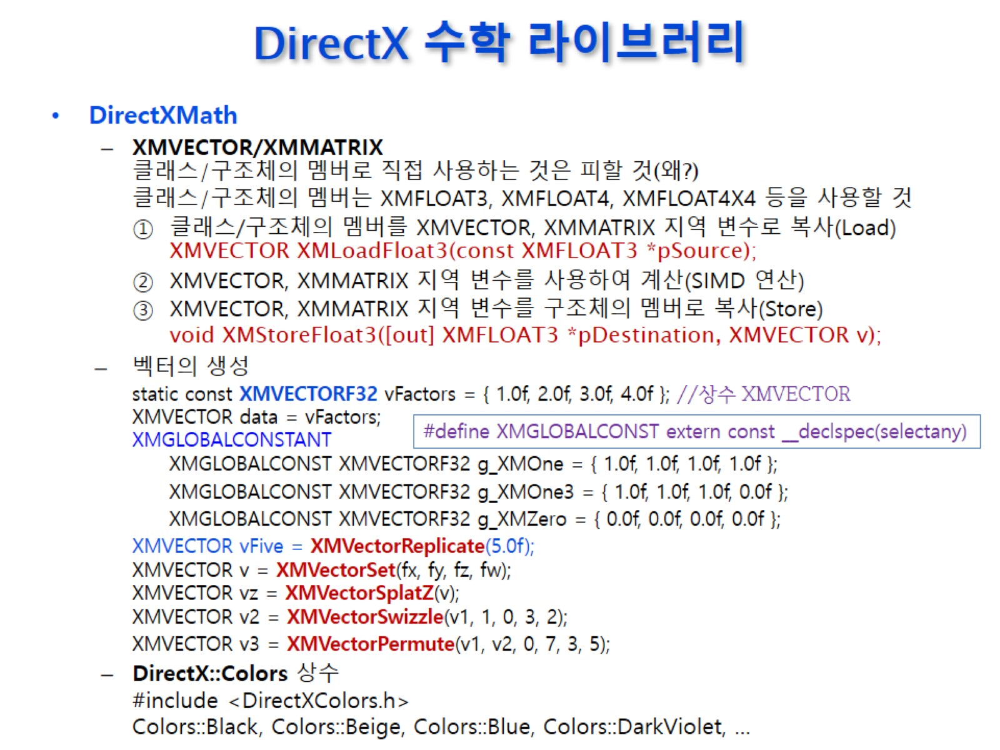 DirectX 수학 라이브러리
• DirectXMath
– XMVECTOR/XMMATRIX
클래스/구조체의 멤버로 직접 사용하는 것은 피할 것(왜?)
클래스/구조체의 멤버는 XMFLOAT3, XMFLOAT4, XMFLOAT4X4 등을 사용할 것
① 클래스/구조체의 멤버를 XMVECTOR, XMMATRIX 지역 변수로 복사(Load)
XMVECTOR XMLoadFloat3(const XMFLOAT3 *pSource);
② XMVECTOR, XMMATRIX 지역 변수를 사용하여 계산(SIMD 연산)
③ XMVECTOR, XMMATRIX 지역 변수를 구조체의 멤버로 복사(Store)
void XMStoreFloat3([out] XMFLOAT3 *pDestination, XMVECTOR v);
– 벡터의 생성
static const XMVECTORF32 vFactors = { 1.0f, 2.0f, 3.0f, 4.0f }; //상수 XMVECTOR
XMVECTOR data = vFactors;
#define XMGLOBALCONST extern const __declspec(selectany)
XMGLOBALCONSTANT
XMGLOBALCONST XMVECTORF32 g_XMOne = { 1.0f, 1.0f, 1.0f, 1.0f };
XMGLOBALCONST XMVECTORF32 g_XMOne3 = { 1.0f, 1.0f, 1.0f, 0.0f };
XMGLOBALCONST XMVECTORF32 g_XMZero = { 0.0f, 0.0f, 0.0f, 0.0f };
XMVECTOR vFive = XMVectorReplicate(5.0f);
XMVECTOR v = XMVectorSet(fx, fy, fz, fw);
XMVECTOR vz = XMVectorSplatZ(v);
XMVECTOR v2 = XMVectorSwizzle(v1, 1, 0, 3, 2);
XMVECTOR v3 = XMVectorPermute(v1, v2, 0, 7, 3, 5);
– DirectX::Colors 상수
#include <DirectXColors.h>
Colors::Black, Colors::Beige, Colors::Blue, Colors::DarkViolet, ...